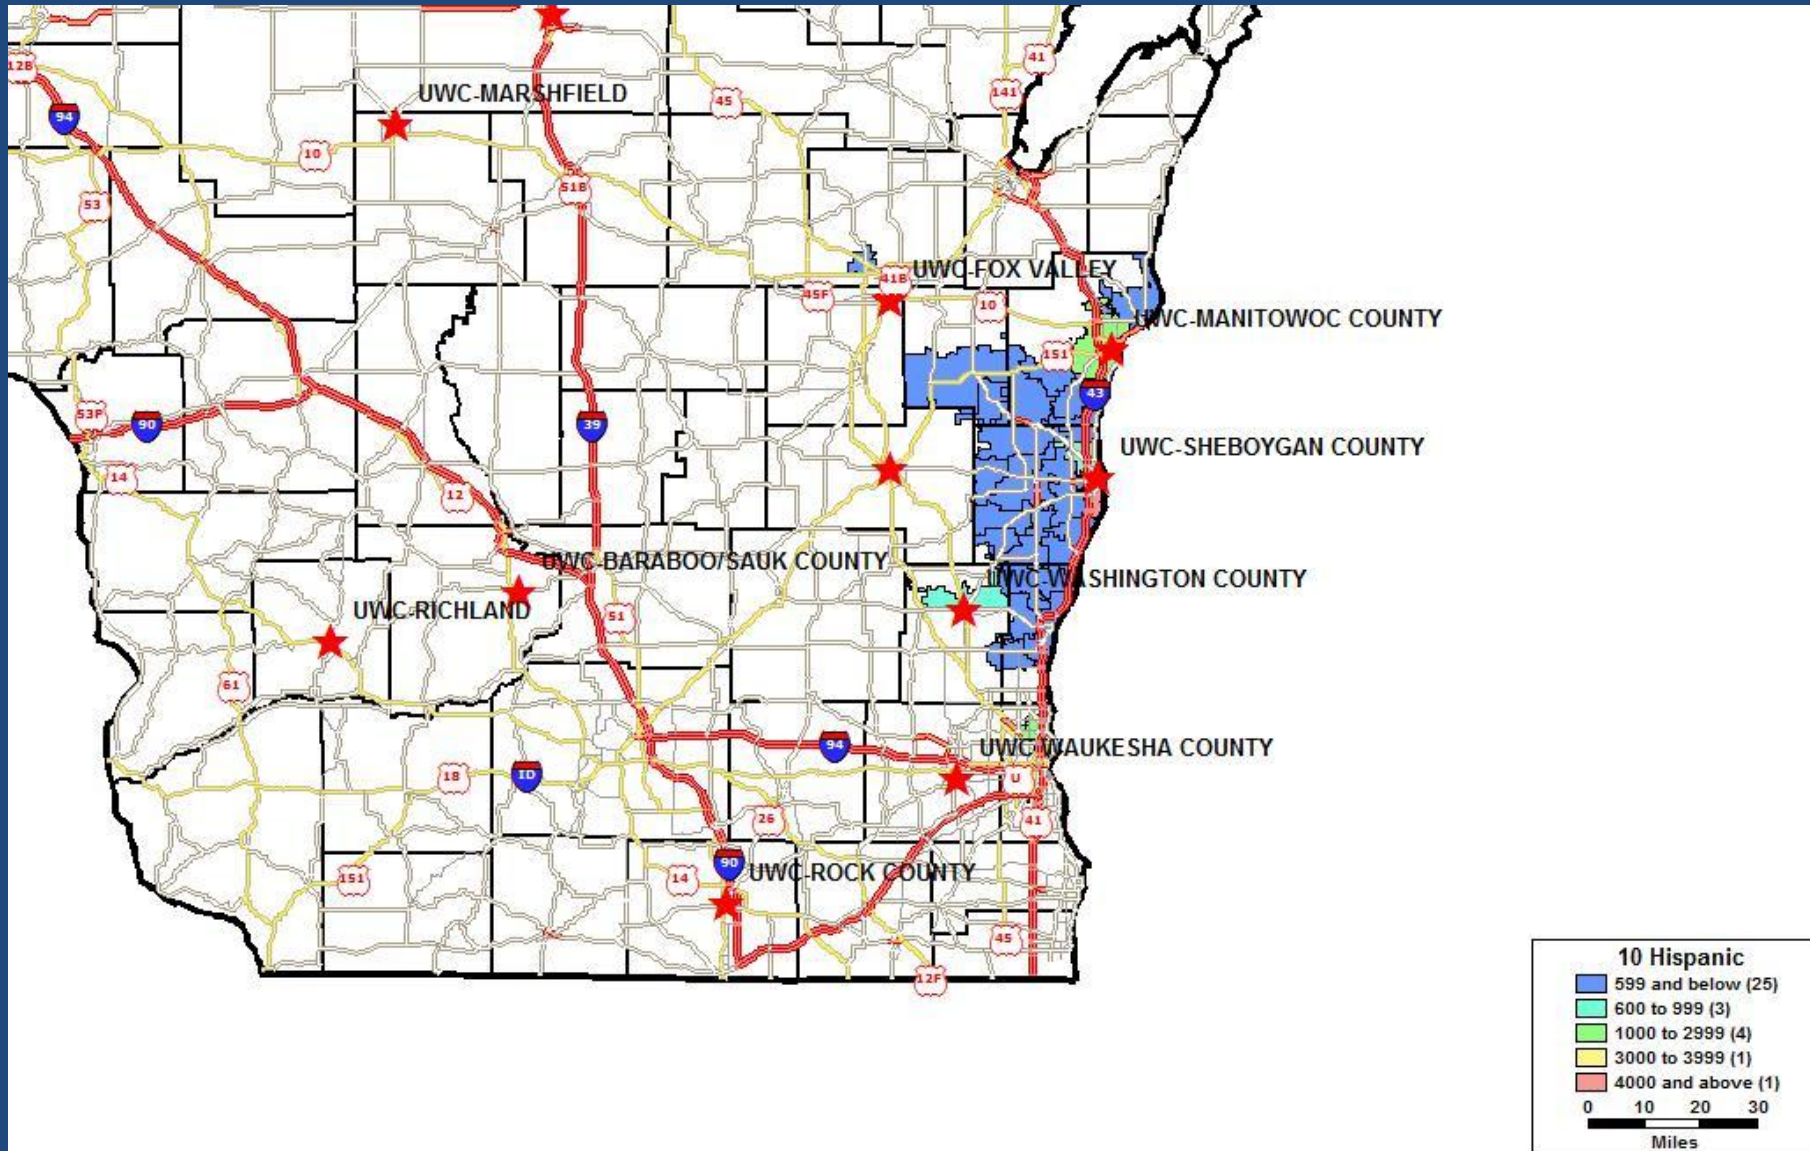 41
12B
141
UWC-MARSHFIELD
45
94
10
51B
53
UWC-FOX VALLEY
41B
45F
10
UWC-MANITOWOC COUNTY
151
43
53F
90
39
UWC-SHEBOYGAN COUNTY
14
12
UWC-BARABOO/SAUK COUNTY
UWC-WASHINGTON COUNTY
UWC-RICHLAND
51
61
UWC-WAUKESHA COUNTY
94
18
ID
U
26
41
90
UWC-ROCK COUNTY
151
14
45
12F
10 Hispanic
599 and below (25)
600 to 999 (3)
1000 to 2999 (4)
3000 to 3999 (1)
4000 and above (1)
0 10 20 30
Miles